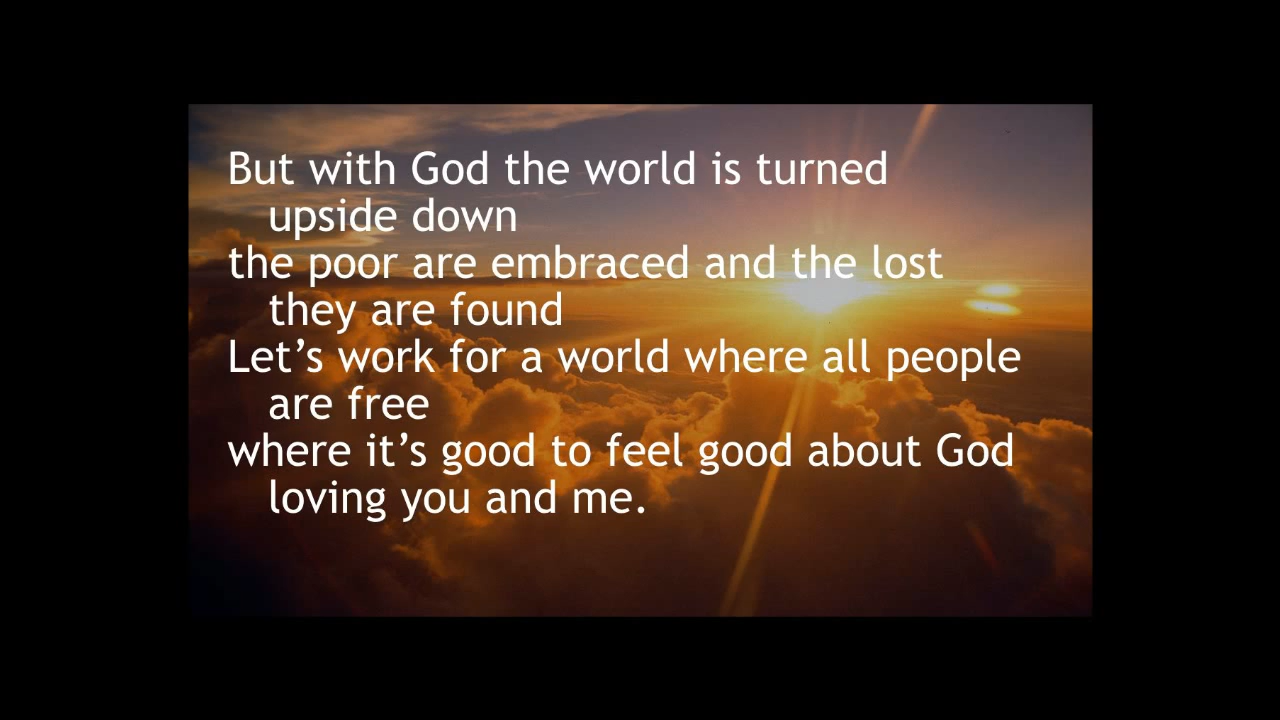 But with God the world is turned
upside down
the poor are embraced and the lost
they are found
Let’s work for a world where all people
are free
where it’s good to feel good about God
loving you and me.